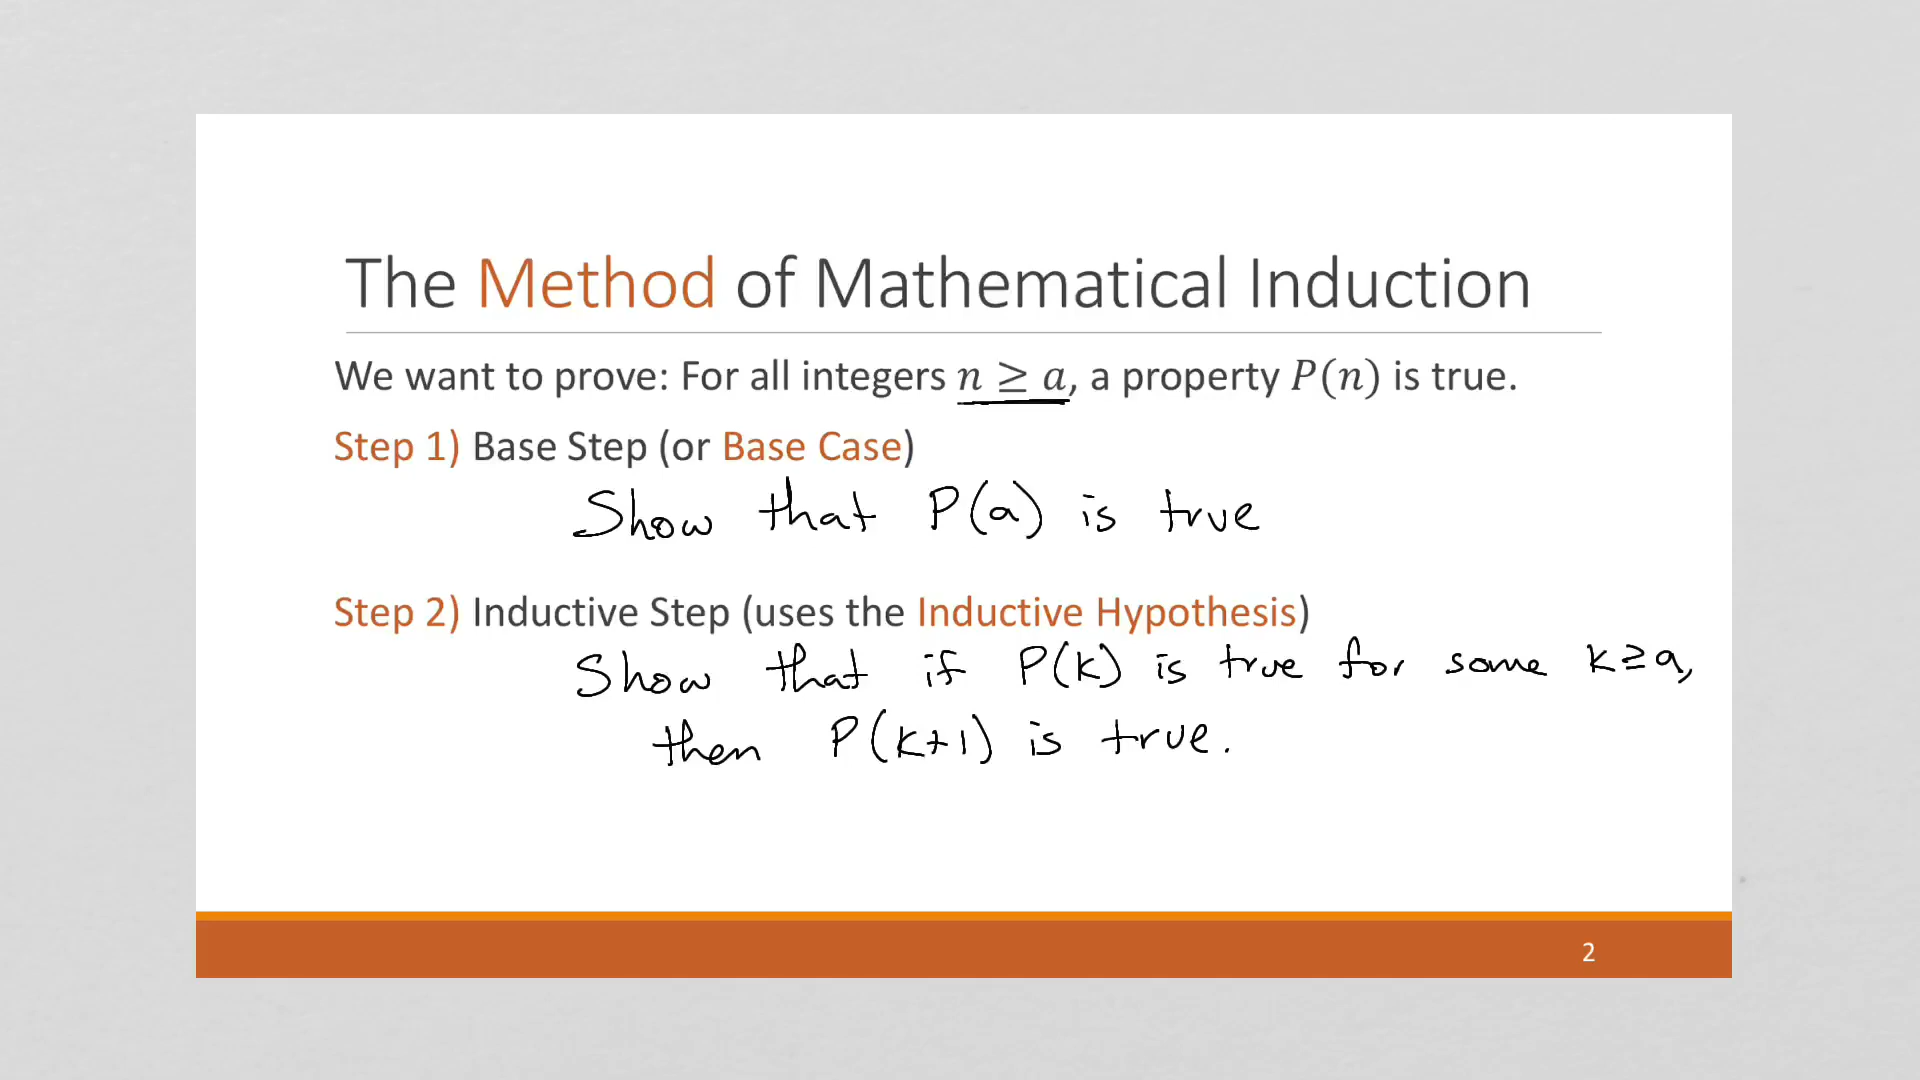 The Method of Mathematical Induction
We want to prove: For all integers n ≥ a, a property P(n) is true.
Step 1) Base Step (or Base Case)
Show that P(a) is true
Step 2) Inductive Step (uses the Inductive Hypothesis)
Show that if P(k) is true for some k≥a,
then P(k+1) is true.
2